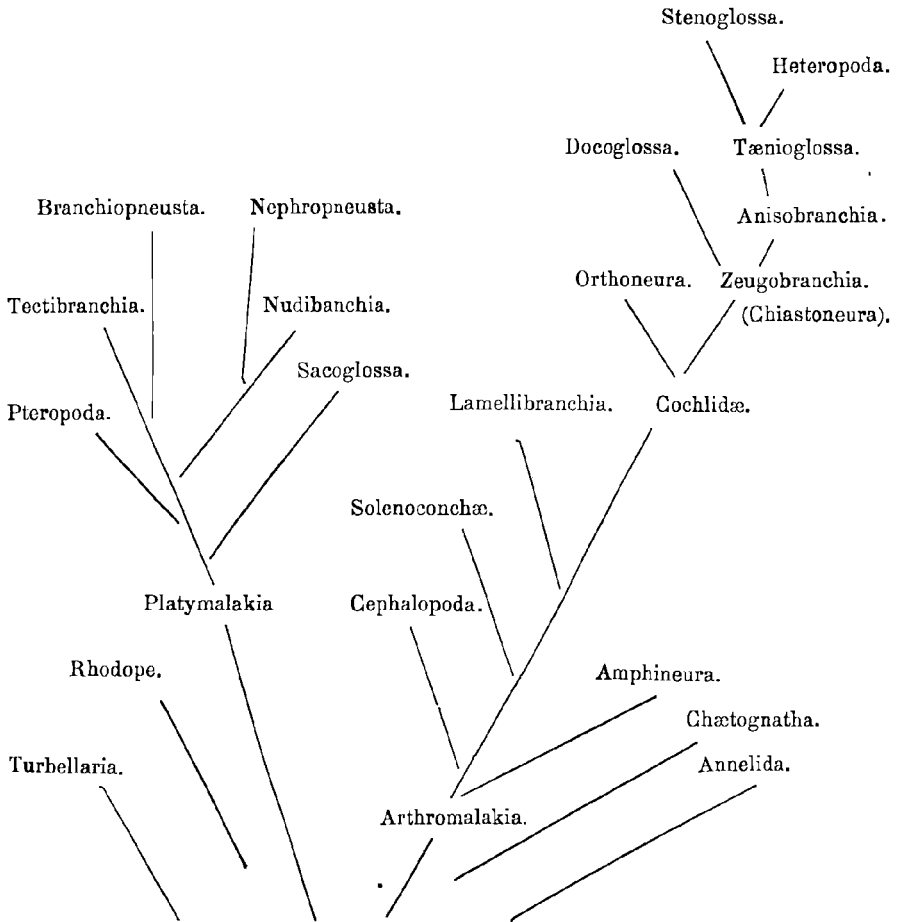 Stenoglossa.
Heteropoda.
Docoglossa. Tænioglossa.
Branchiopneusta. Nephropneusta. Anisobranchia.
Orthoneura. Zeugobranchia.
Tectibranchia. Nudibanchia. (Chiastoneura).
Sacoglossa.
Pteropoda. Lamellibranchia. Cochlidæ.
Solenoconchæ.
Platymalakia Cephalopoda.
Rhodope. Amphineura.
Chætognatha.
Turbellaria. Annelida.
Arthromalakia.